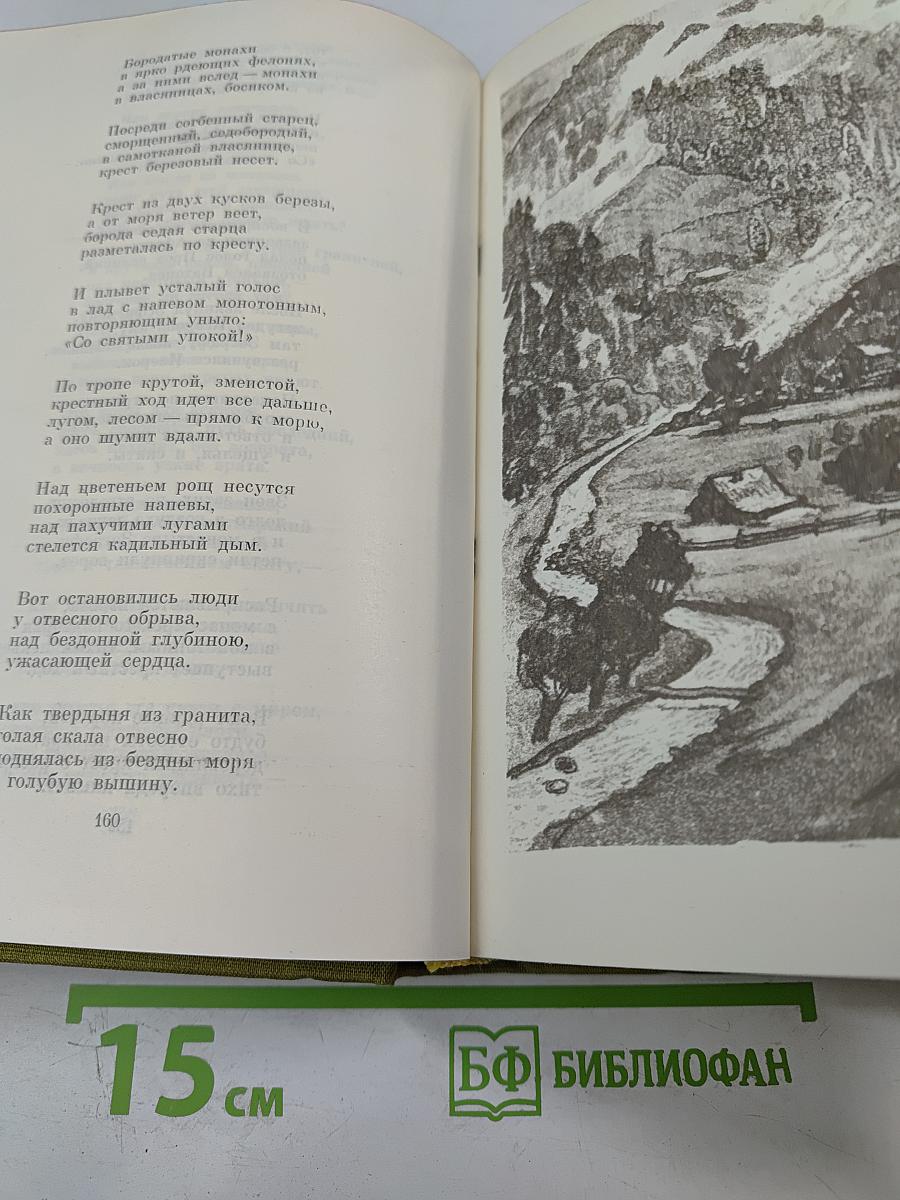 Бородатые монахи
в ярко рдеющих фелонях,
а за ними вслед — монахи
в власяницах, босиком.
Посреди согбенный старец,
сморщенный, седобородый,
в самотканой власянице,
крест березовый несет.
Крест из двух кусков березы,
а от моря ветер веет,
борода седая старца
разметалась по кресту.
И плывет усталый голос
в лад с напевом монотонным,
повторяющим уныло:
«Со святыми упокой!»
По тропе крутой, змеистой,
крестный ход идет все дальше,
лугом, лесом — прямо к морю,
а оно шумит вдали.
Над цветеньем рощ несутся
похоронные напевы,
над пахучими лугами
стелется кадильный дым.
Вот остановились люди
у отвесного обрыва,
над бездонной глубиною,
ужасающей сердца.
Как твердыня из гранита,
голая скала отвесно
поднялась из бездны моря
голубую вышину.
160
15 см
БФ БИБЛИОФАН